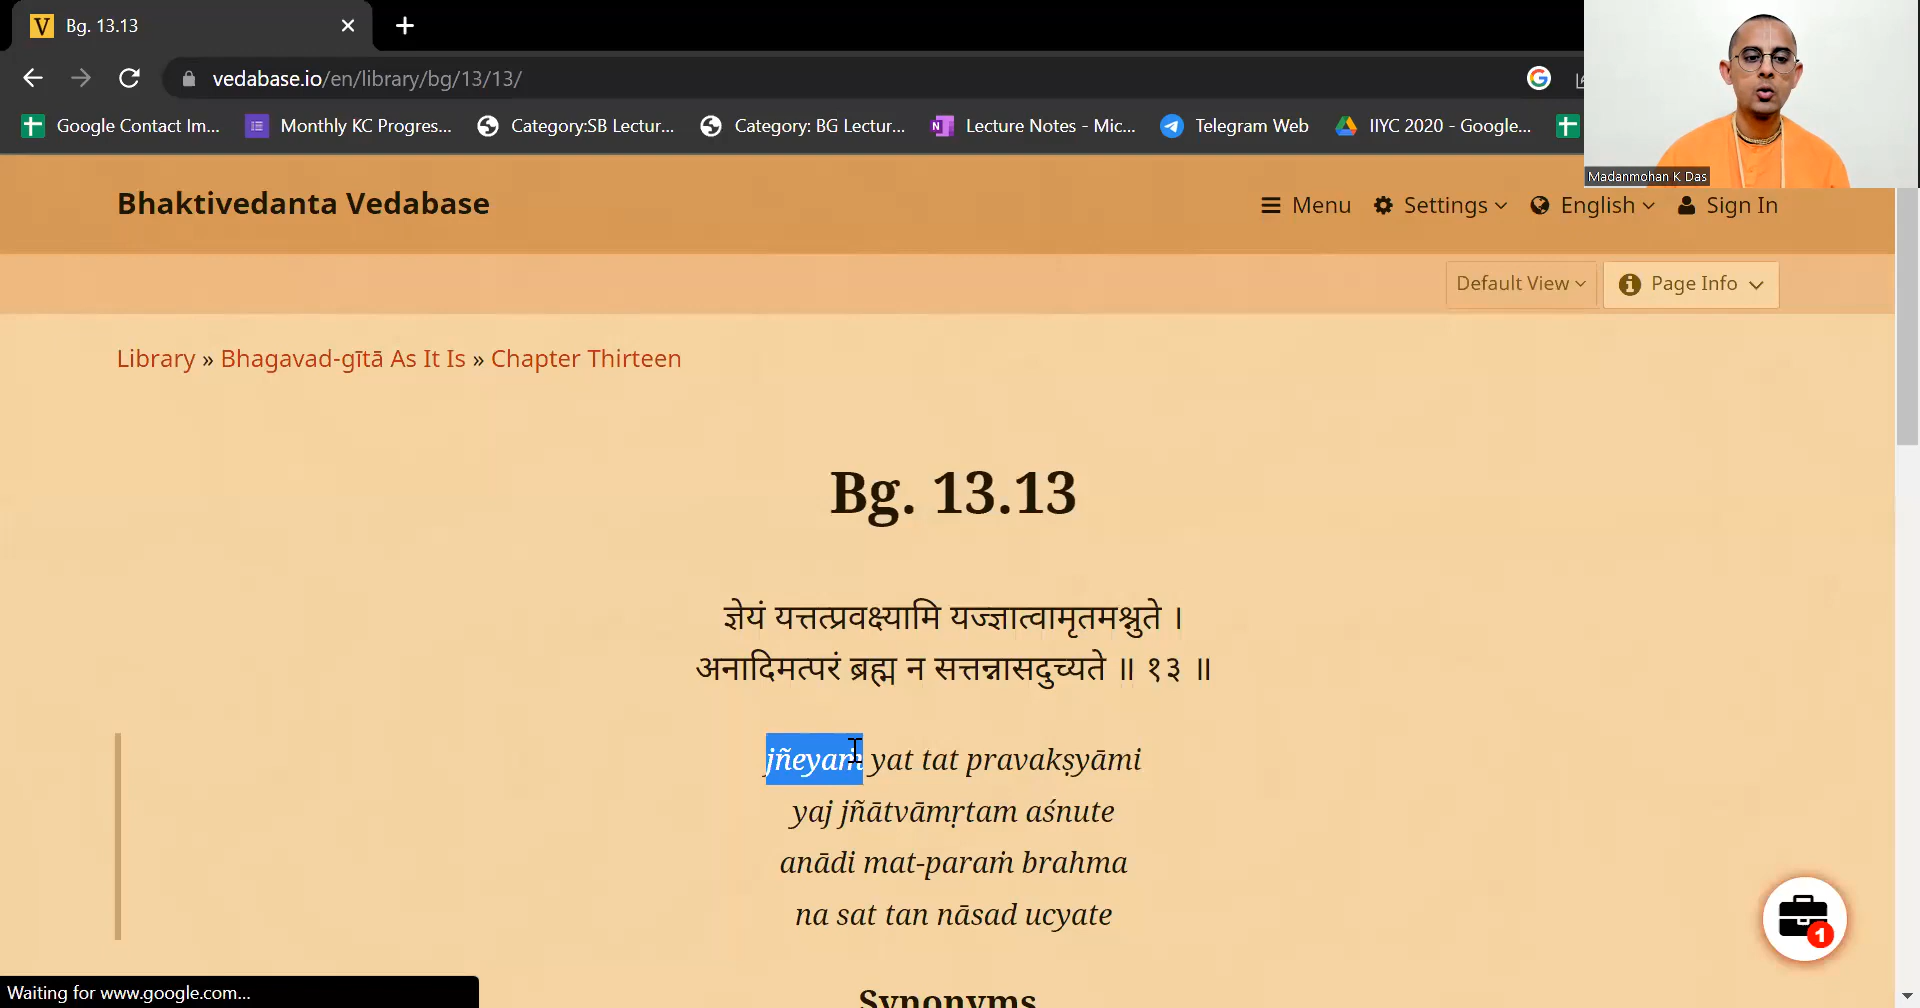 Bg. 13.13
vedabase.io/en/library/bg/13/13/
Google Contact Im... Monthly KC Progres... Category:SB Lectur... Category: BG Lectur... Lecture Notes - Mic... Telegram Web IIYC 2020 - Google...
Madanmohan K Das
Bhaktivedanta Vedabase
Menu Settings English Sign In
Default View Page Info
Library » Bhagavad-gītā As It Is » Chapter Thirteen
Bg. 13.13
ज्ञेयं यत्तत्प्रवक्ष्यामि यज्ज्ञात्वामृतमश्न‍ुते ।
अनादिमत्परं ब्रह्म न सत्तन्नासदुच्यते ॥ १३ ॥
jñeyaṁ yat tat pravakṣyāmi
yaj jñātvāmṛtam aśnute
anādi mat-paraṁ brahma
na sat tan nāsad ucyate
1
Waiting for www.google.com...
Synonyms